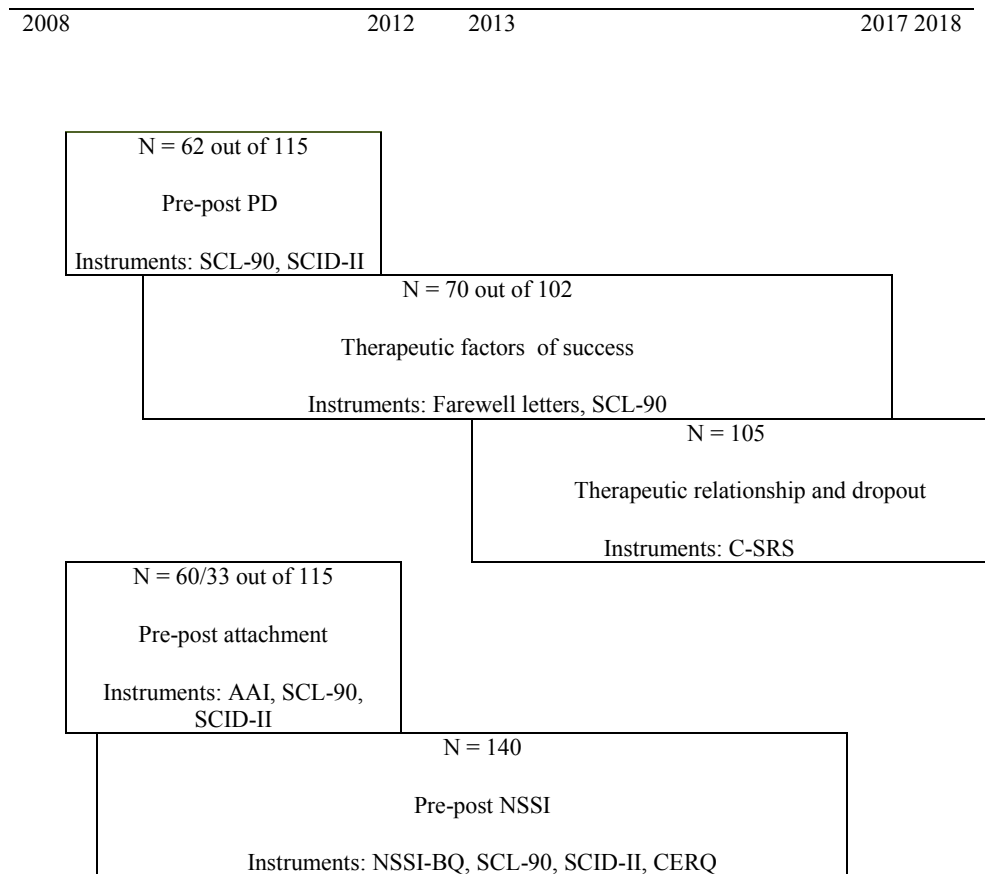 2008 2012 2013 2017 2018
N = 62 out of 115
Pre-post PD
Instruments: SCL-90, SCID-II
N = 70 out of 102
Therapeutic factors of success
Instruments: Farewell letters, SCL-90
N = 105
Therapeutic relationship and dropout
Instruments: C-SRS
N = 60/33 out of 115
Pre-post attachment
Instruments: AAI, SCL-90,
SCID-II
N = 140
Pre-post NSSI
Instruments: NSSI-BQ, SCL-90, SCID-II, CERQ